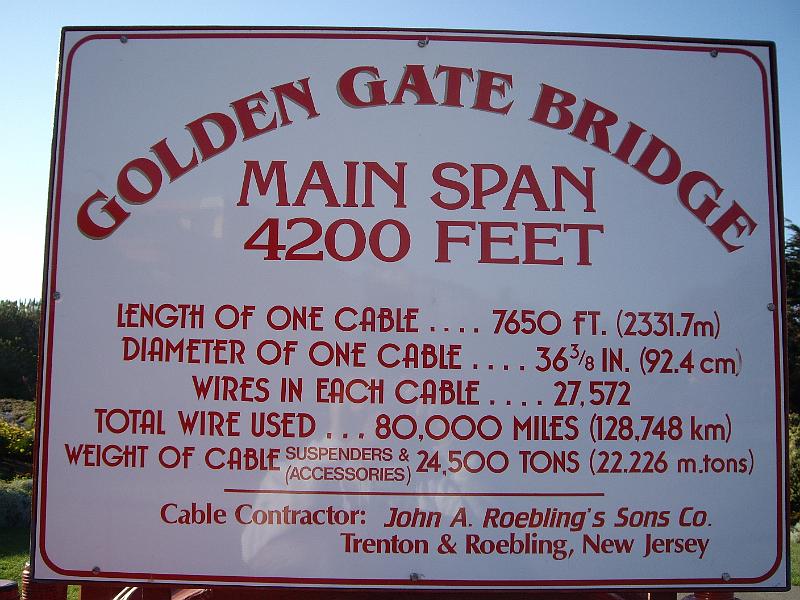 GOLDEN GATE BRIDGE
MAIN SPAN
4200 FEET
LENGTH OF ONE CABLE .... 7650 FT. (2331.7m)
DIAMETER OF ONE CABLE .... 36 3/8 IN. (92.4 cm)
WIRES IN EACH CABLE .... 27,572
TOTAL WIRE USED ... 80,000 MILES (128,748 km)
WEIGHT OF CABLE SUSPENDERS & (ACCESSORIES) 24,500 TONS (22.226 m.tons)
Cable Contractor: John A. Roebling's Sons Co.
Trenton & Roebling, New Jersey